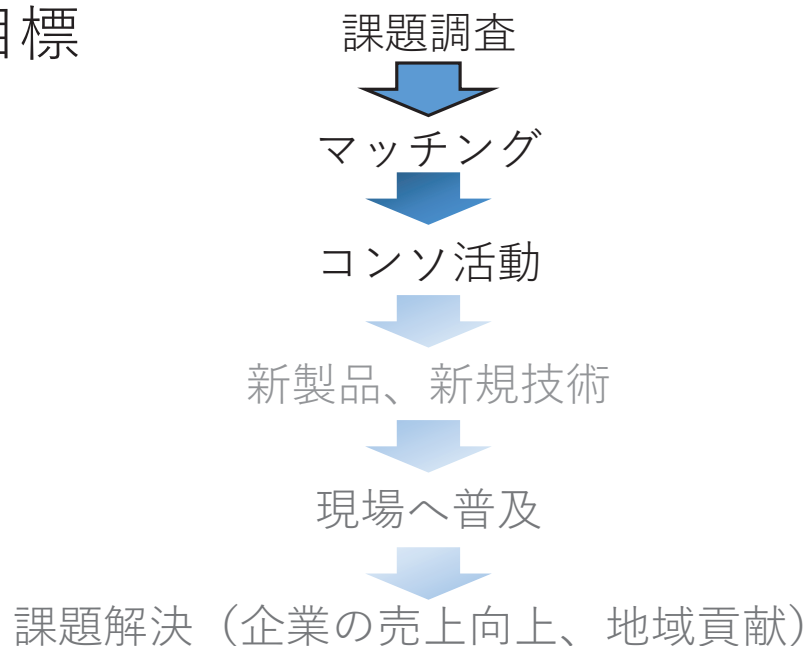 目標
課題調査
マッチング
コンソ活動
新製品、新規技術
現場へ普及
課題解決（企業の売上向上、地域貢献）